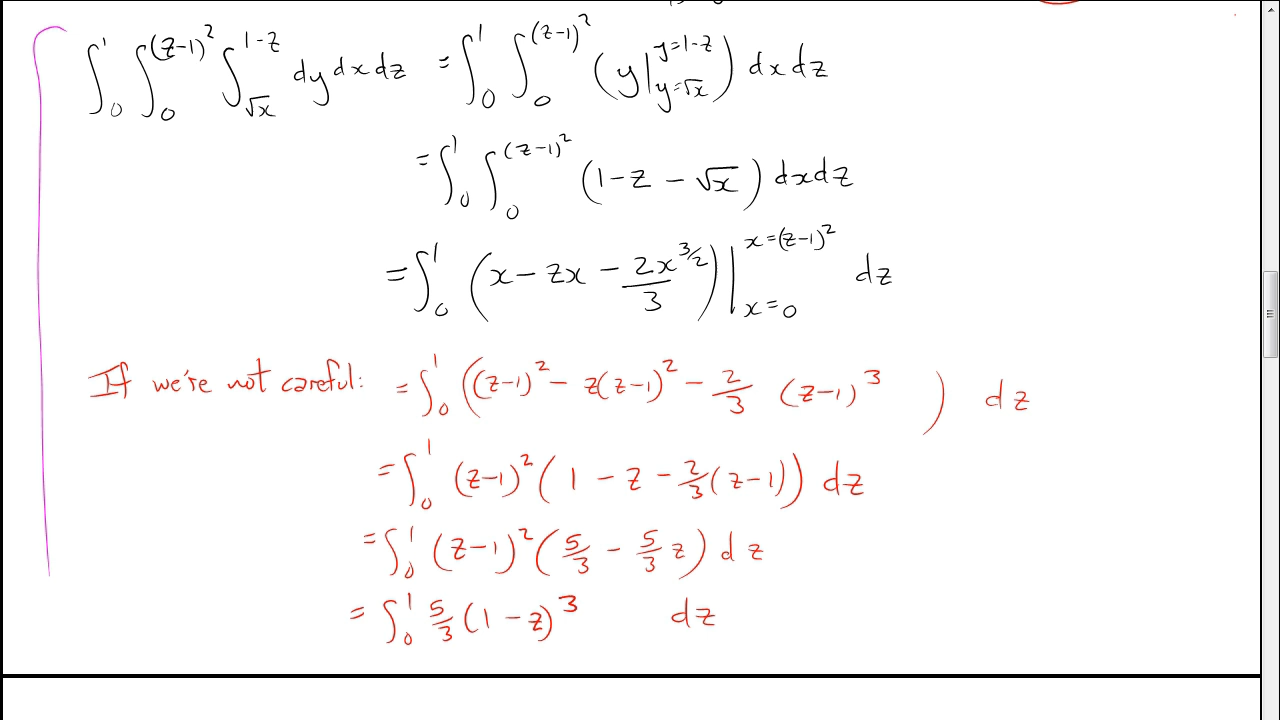 ∫₀¹ ∫₀^((z-1)²) ∫_(√x)^(1-z) dy dx dz = ∫₀¹ ∫₀^((z-1)²) (y|_(y=√x)^(y=1-z)) dx dz
= ∫₀¹ ∫₀^((z-1)²) (1-z-√x) dx dz
= ∫₀¹ (x - zx - 2x^(3/2)/3)|_(x=0)^(x=(z-1)²) dz
If we're not careful: = ∫₀¹ ((z-1)² - z(z-1)² - 2/3 (z-1)³) dz
= ∫₀¹ (z-1)² (1 - z - 2/3(z-1)) dz
= ∫₀¹ (z-1)² (5/3 - 5/3 z) dz
= ∫₀¹ 5/3 (1-z)³ dz